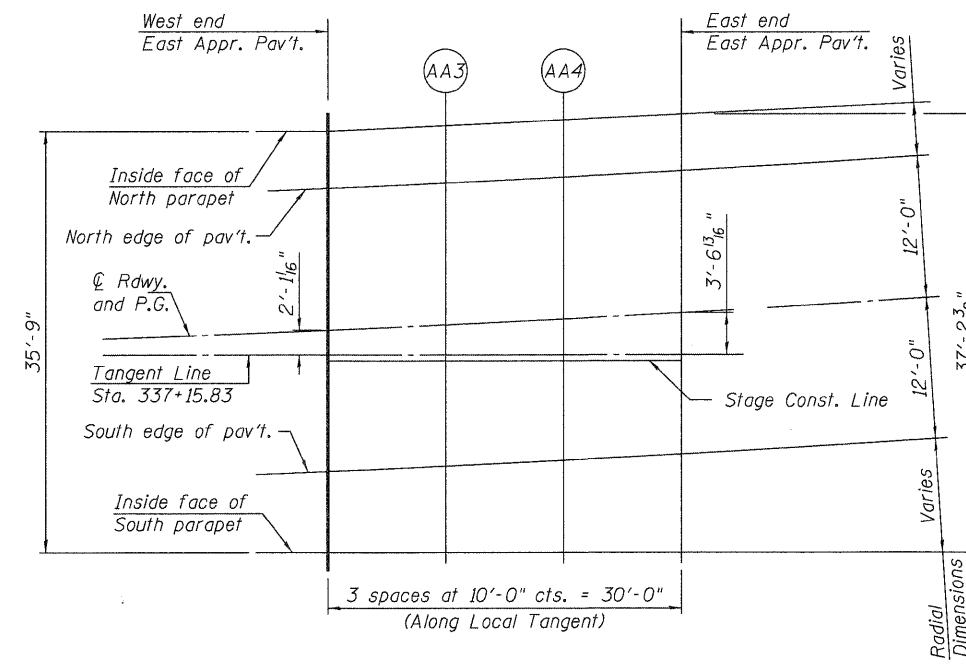 West end
East Appr. Pav't.
East end
East Appr. Pav't.
AA3
AA4
Varies
Inside face of
North parapet
North edge of pav't.
℄ Rdwy.
and P.G.
2'-1 1/16"
3'-6 13/16"
12'-0"
35'-9"
Tangent Line
Sta. 337+15.83
12'-0"
Stage Const. Line
South edge of pav't.
Inside face of
South parapet
Varies
3 spaces at 10'-0" cts. = 30'-0"
(Along Local Tangent)
Radial
Dimensions